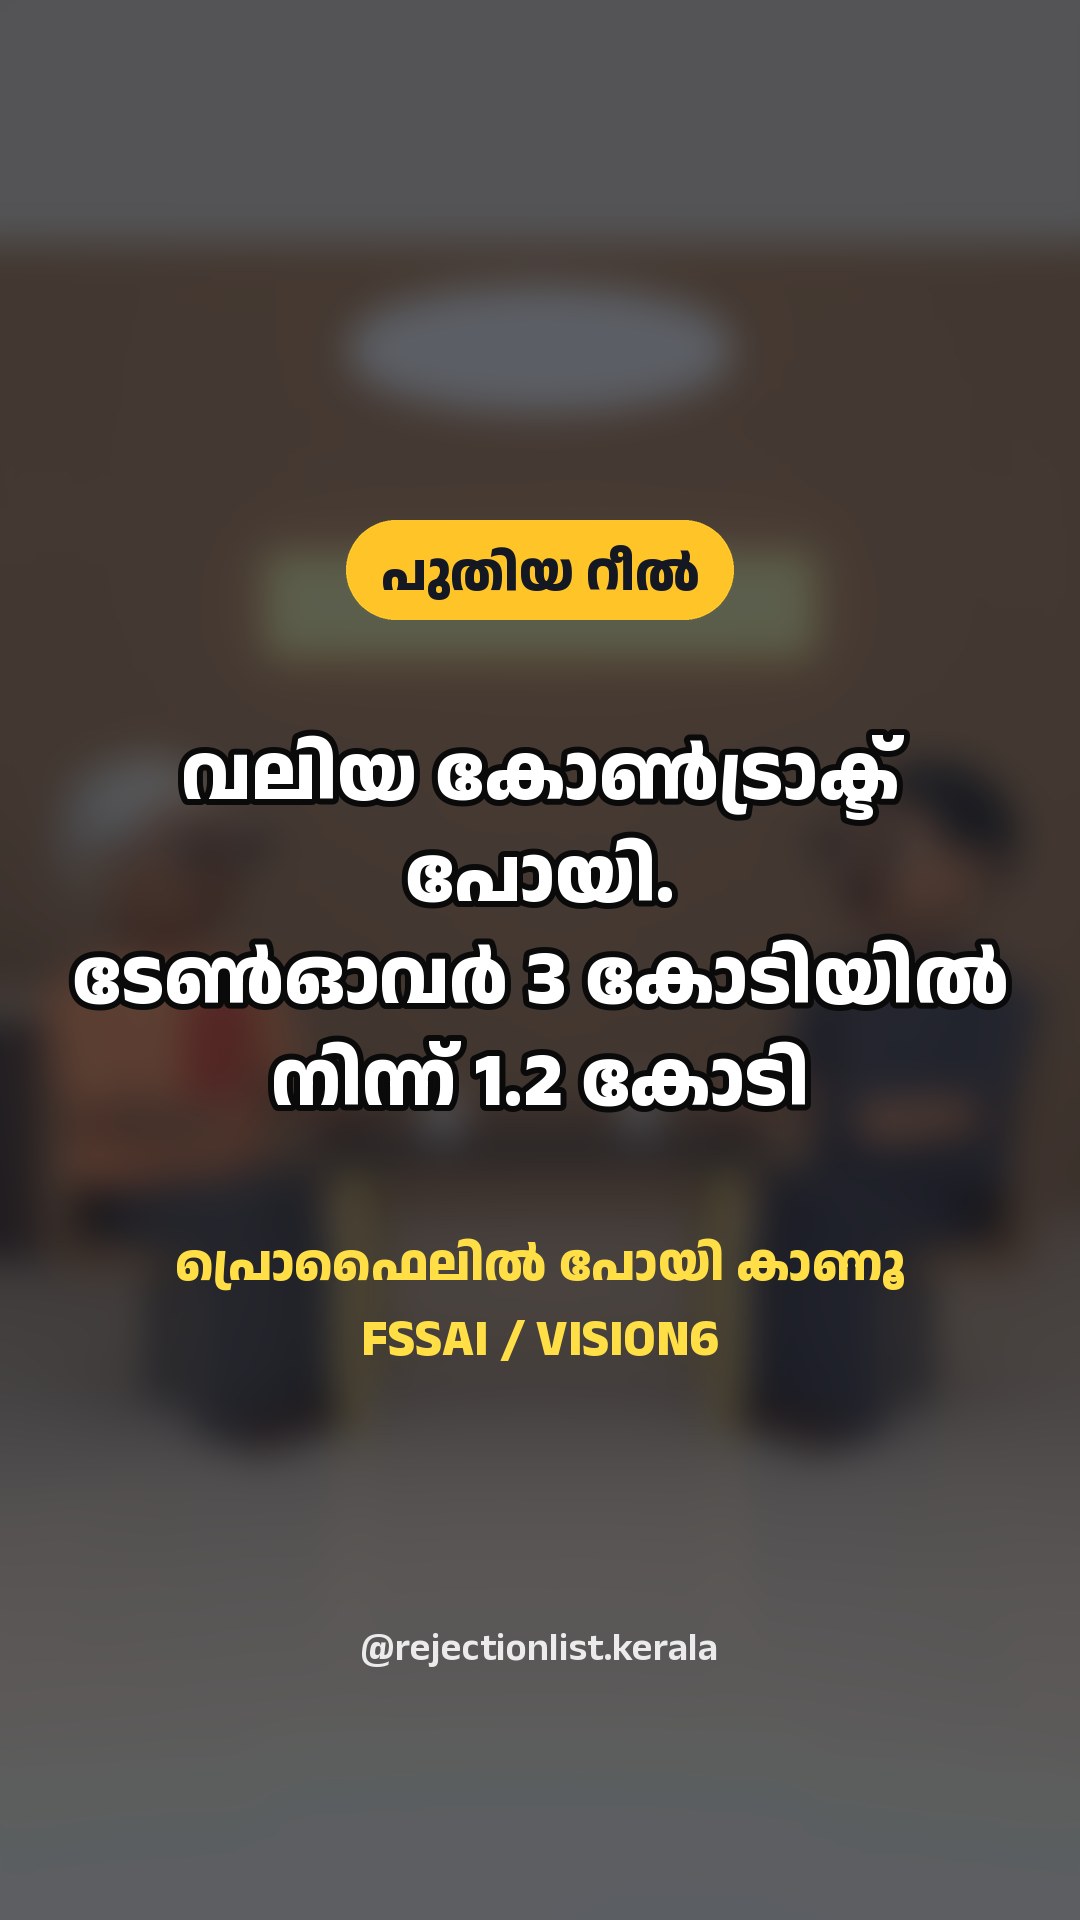 പുതിയ റീൽ
വലിയ കോൺട്രാക്ട്
പോയി.
ടേൺഓവർ 3 കോടിയിൽ
നിന്ന് 1.2 കോടി
പ്രൊഫൈലിൽ പോയി കാണൂ
FSSAI / VISION6
@rejectionlist.kerala